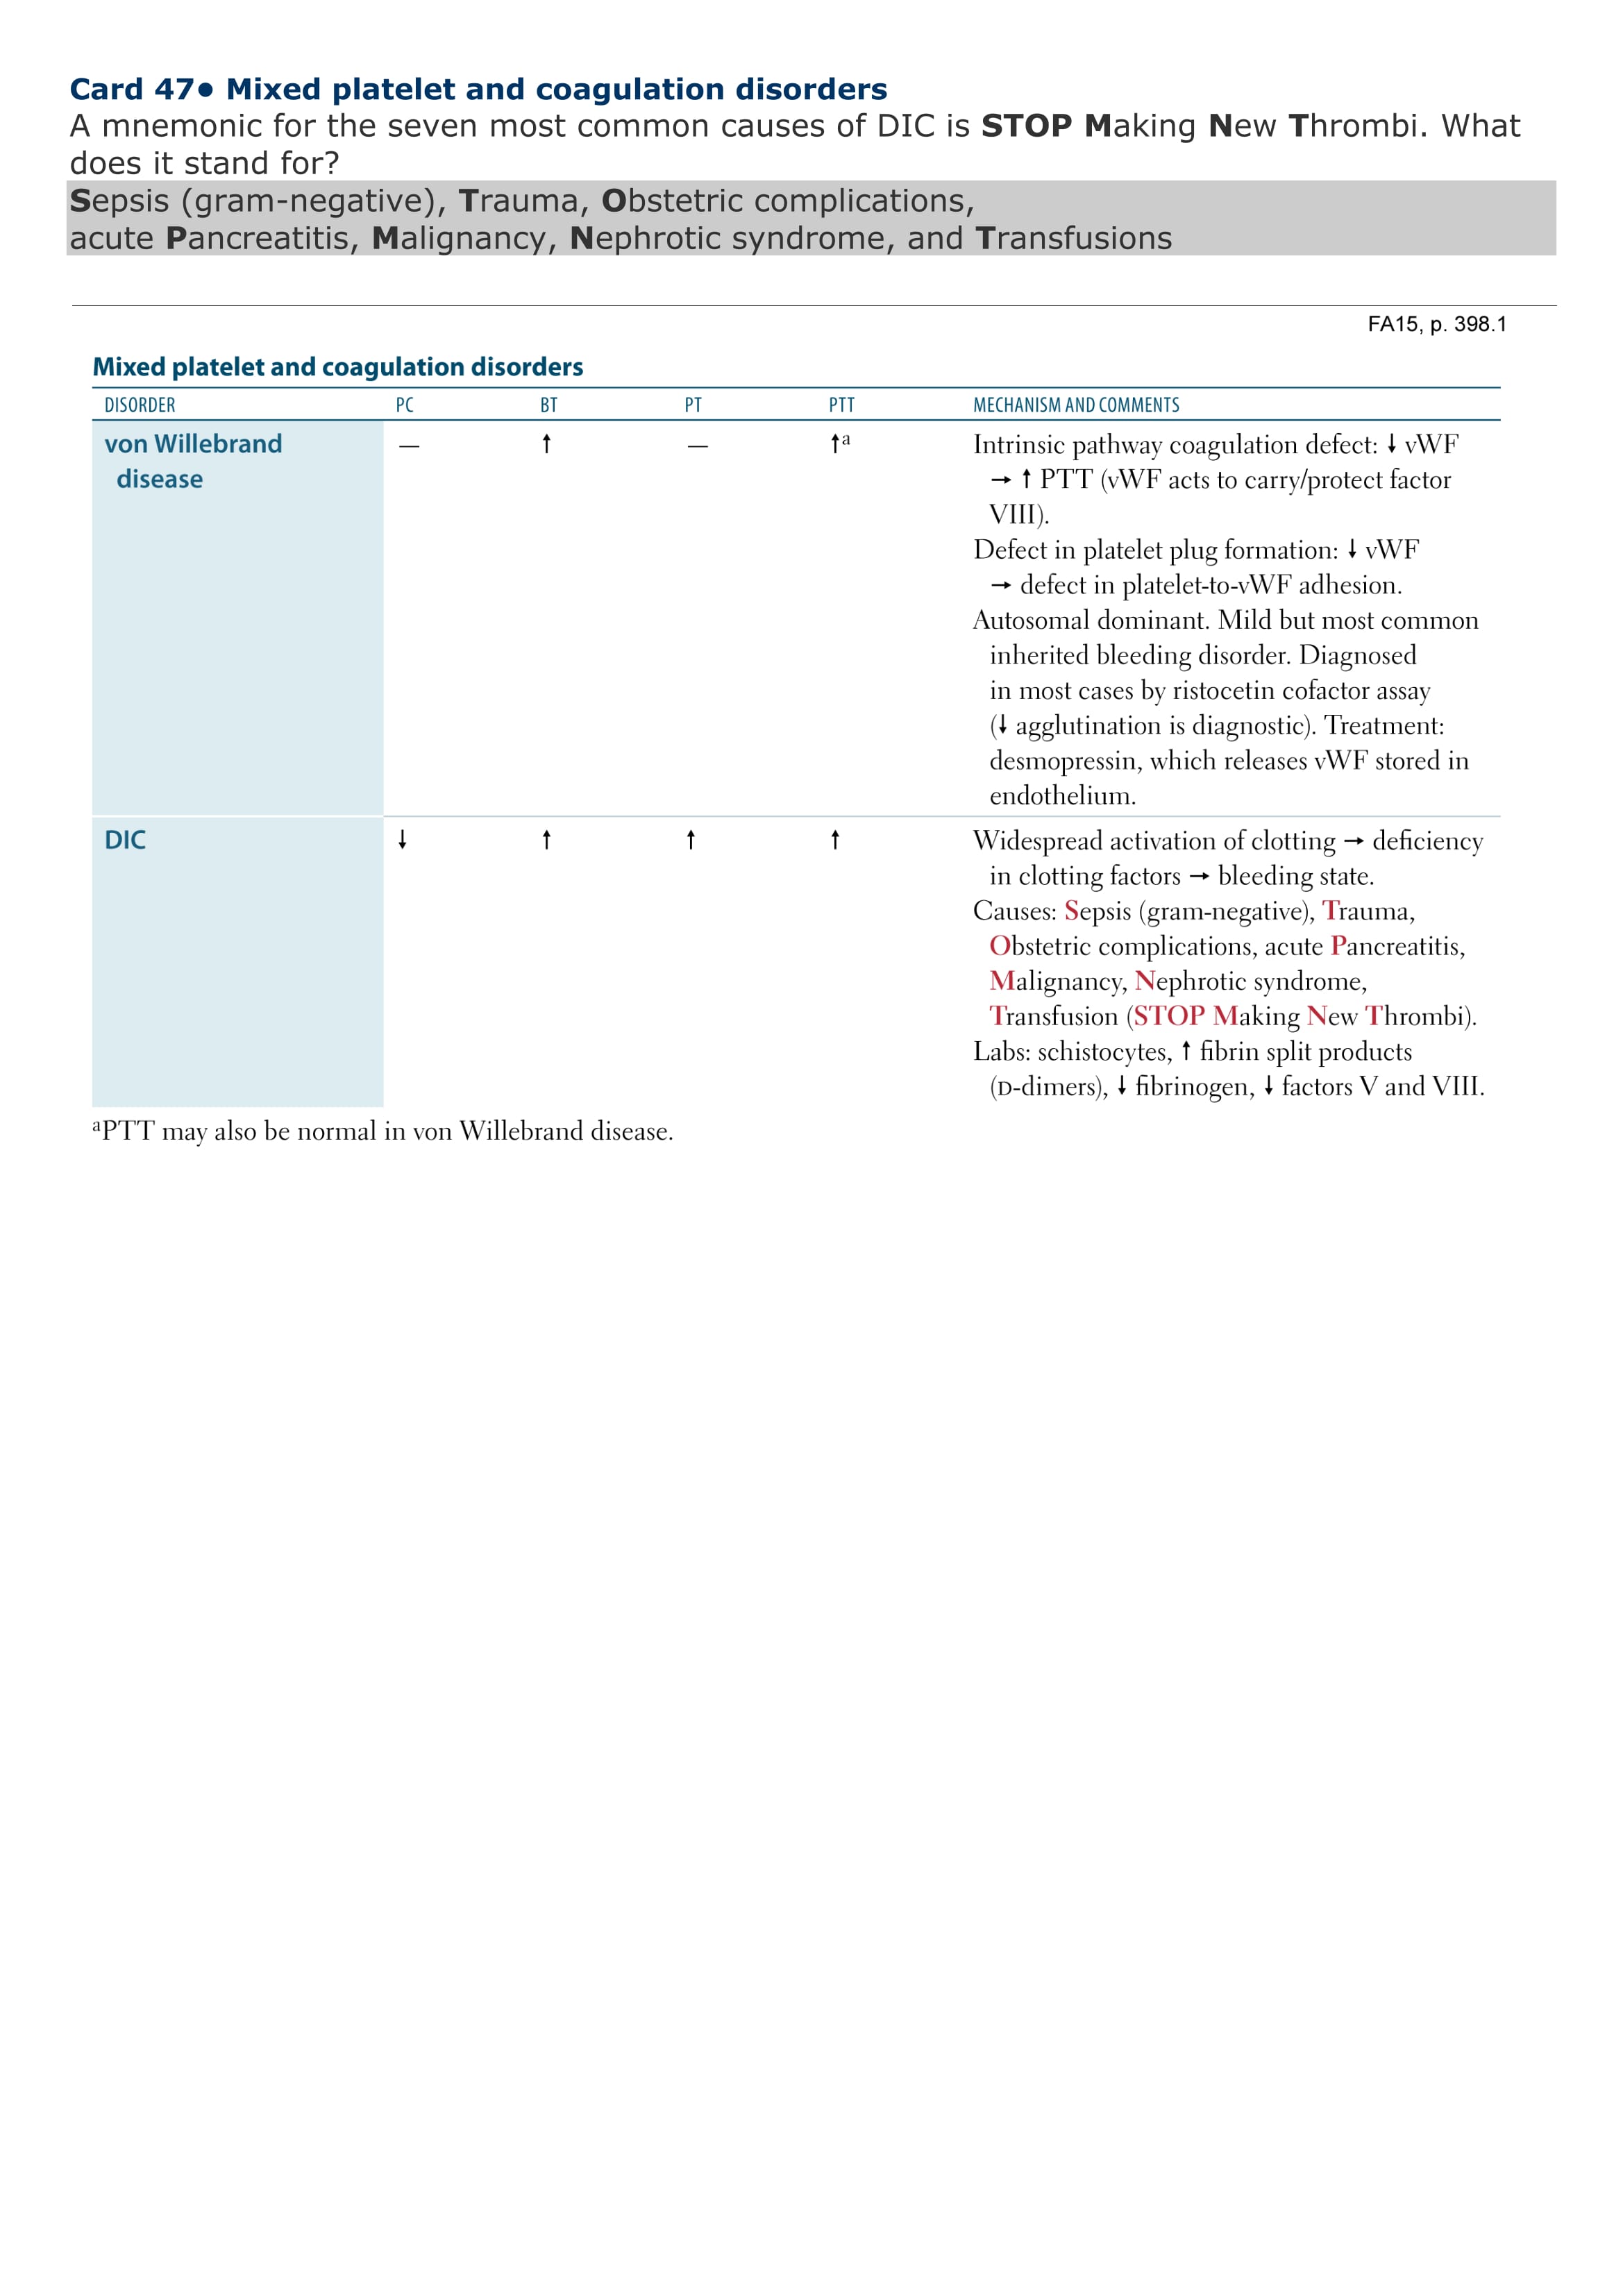 Card 47• Mixed platelet and coagulation disorders
A mnemonic for the seven most common causes of DIC is STOP Making New Thrombi. What
does it stand for?
Sepsis (gram-negative), Trauma, Obstetric complications,
acute Pancreatitis, Malignancy, Nephrotic syndrome, and Transfusions
FA15, p. 398.1
Mixed platelet and coagulation disorders
DISORDER PC BT PT PTT MECHANISM AND COMMENTS
von Willebrand — ↑ — ↑ᵃ Intrinsic pathway coagulation defect: ↓ vWF
disease → ↑ PTT (vWF acts to carry/protect factor
VIII).
Defect in platelet plug formation: ↓ vWF
→ defect in platelet-to-vWF adhesion.
Autosomal dominant. Mild but most common
inherited bleeding disorder. Diagnosed
in most cases by ristocetin cofactor assay
(↓ agglutination is diagnostic). Treatment:
desmopressin, which releases vWF stored in
endothelium.
DIC ↓ ↑ ↑ ↑ Widespread activation of clotting → deficiency
in clotting factors → bleeding state.
Causes: Sepsis (gram-negative), Trauma,
Obstetric complications, acute Pancreatitis,
Malignancy, Nephrotic syndrome,
Transfusion (STOP Making New Thrombi).
Labs: schistocytes, ↑ fibrin split products
(D-dimers), ↓ fibrinogen, ↓ factors V and VIII.
ᵃPTT may also be normal in von Willebrand disease.